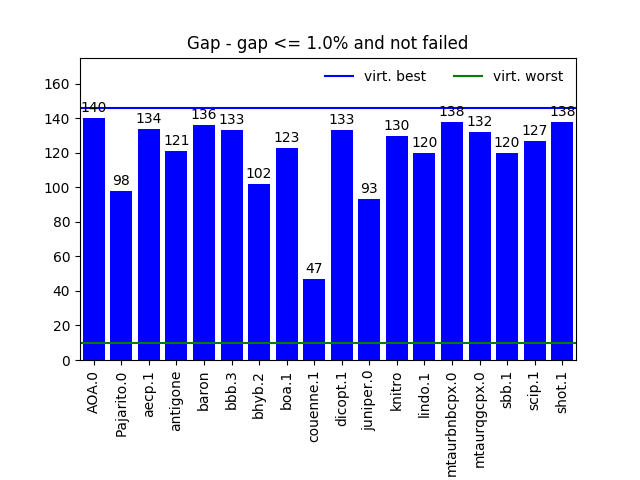 Gap - gap <= 1.0% and not failed
virt. best
virt. worst
160
140
120
100
80
60
40
20
0
140
98
134
121
136
133
102
123
47
133
93
130
120
138
132
120
127
138
AOA.0
Pajarito.0
aecp.1
antigone
baron
bbb.3
bhyb.2
boa.1
couenne.1
dicopt.1
juniper.0
knitro
lindo.1
mtaurbnbcpx.0
mtaurqgcpx.0
sbb.1
scip.1
shot.1